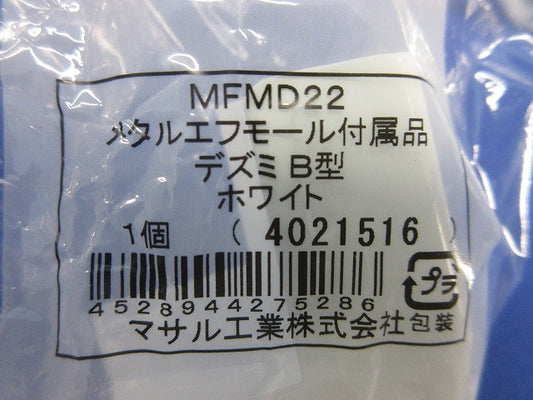 MFMD22
メタルエフモール付属品
デズミB型
ホワイト
1個 (4021516)
4528944275286
プラ
マサル工業株式会社包装